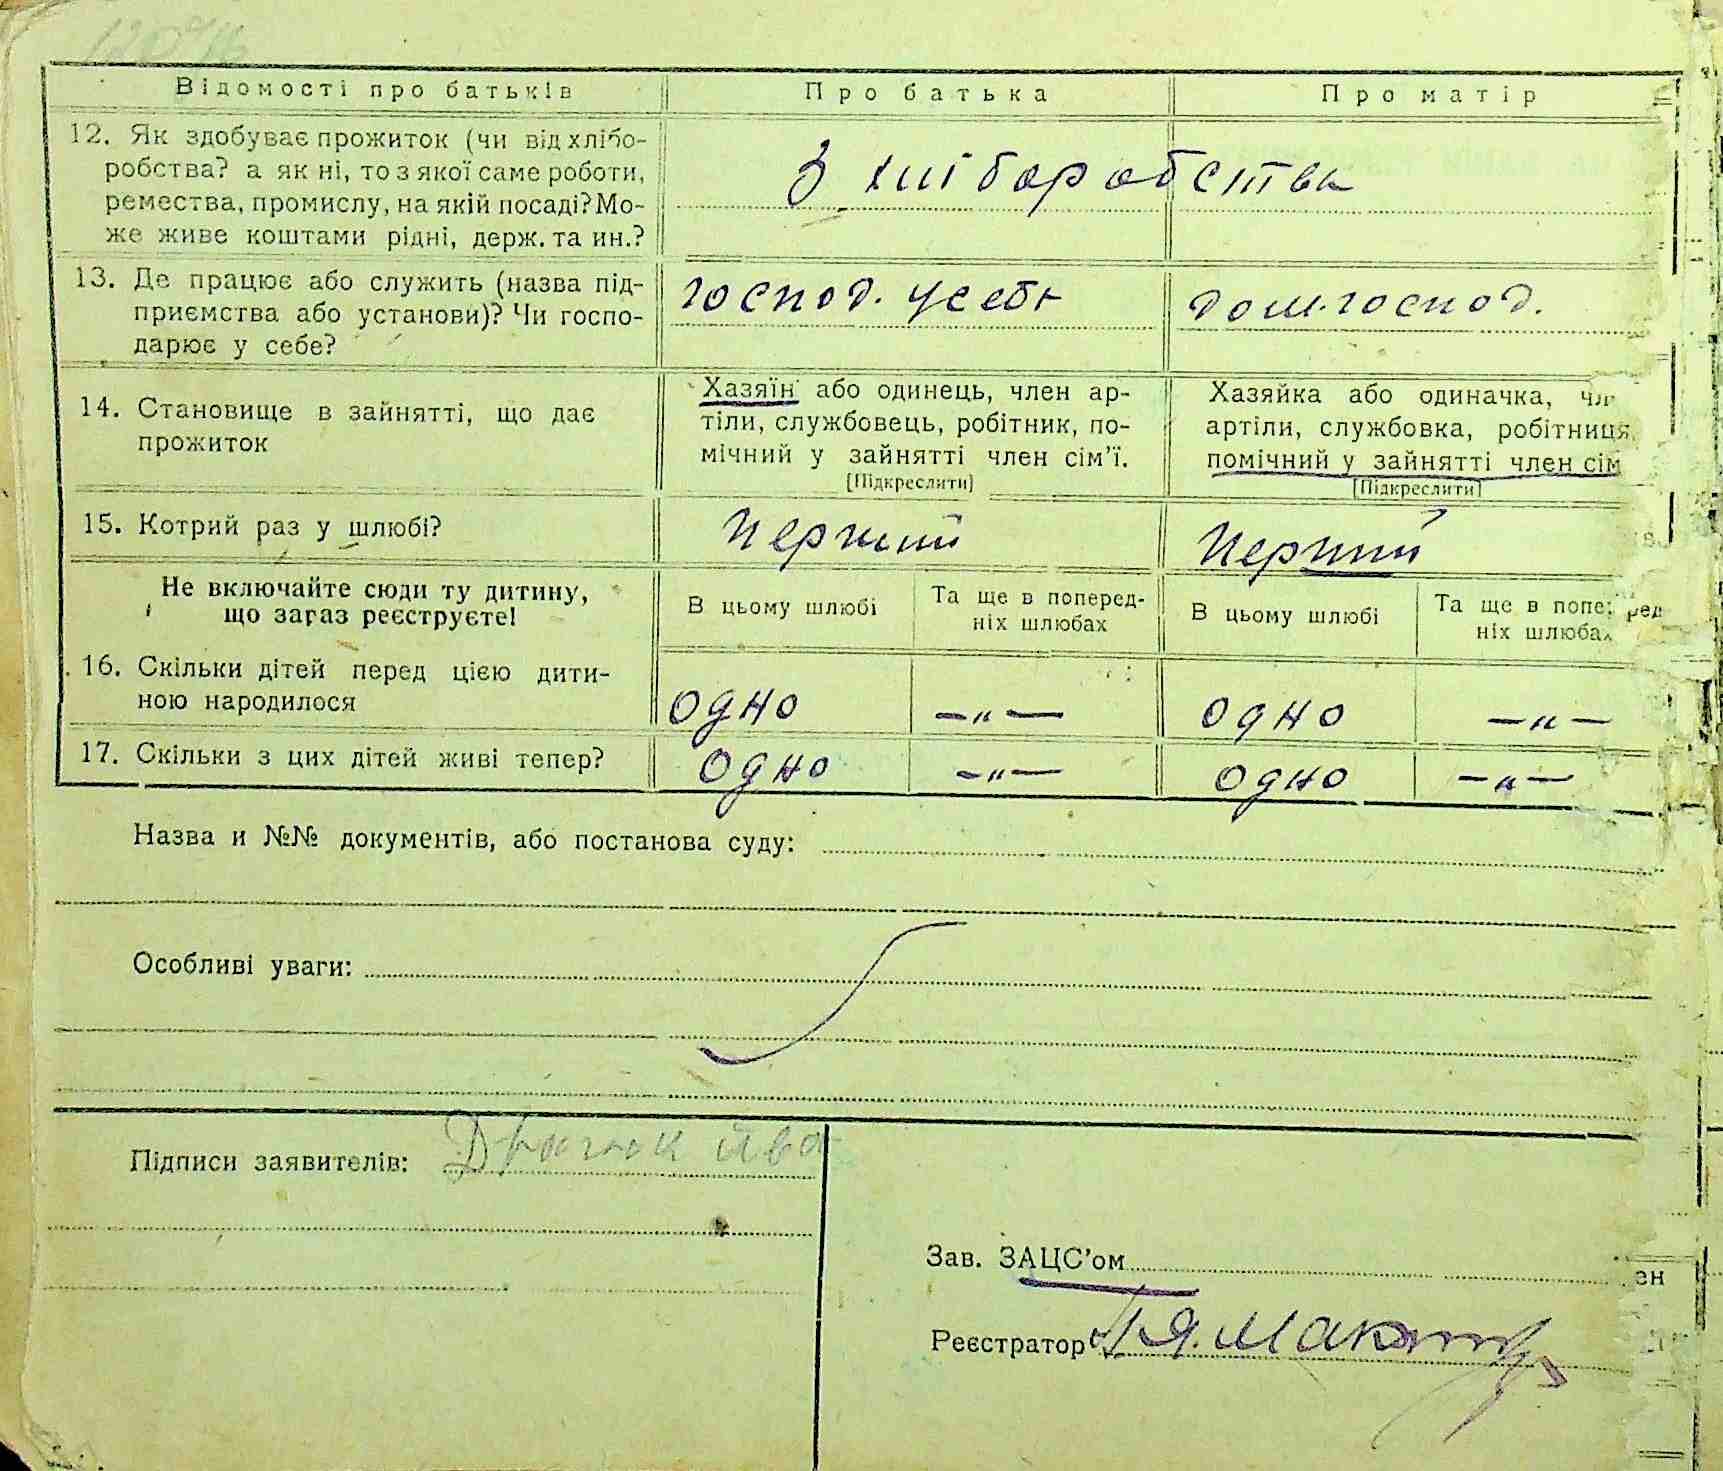 Відомості про батьків
Про батька
Про матір
12. Як здобуває прожиток (чи від хлібо-
робства? а як ні, то з якої саме роботи,
ремества, промислу, на якій посаді? Мо-
же живе коштами рідні, держ. та ин.?
З хліборобства
13. Де працює або служить (назва під-
приємства або установи)? Чи госпо-
дарює у себе?
господ. у себе
дом.господ.
14. Становище в зайнятті, що дає
прожиток
Хазяїн або одинець, член ар-
тіли, службовець, робітник, по-
мічний у зайнятті член сім'ї.
[Підкреслити]
Хазяйка або одиначка, чл
артіли, службовка, робітниця,
помічний у зайнятті член сім
[Підкреслити]
15. Котрий раз у шлюбі?
Перший
Перший
Не включайте сюди ту дитину,
що зараз реєструєте!
В цьому шлюбі
Та ще в поперед-
ніх шлюбах
В цьому шлюбі
Та ще в поперед
ніх шлюбах
16. Скільки дітей перед цією дити-
ною народилося
одно
—"—
одно
—"—
17. Скільки з цих дітей живі тепер?
одно
—"—
одно
—"—
Назва и №№ документів, або постанова суду:
Особливі уваги:
Підписи заявителів:
Зав. ЗАЦС'ом
ен
Реєстратор